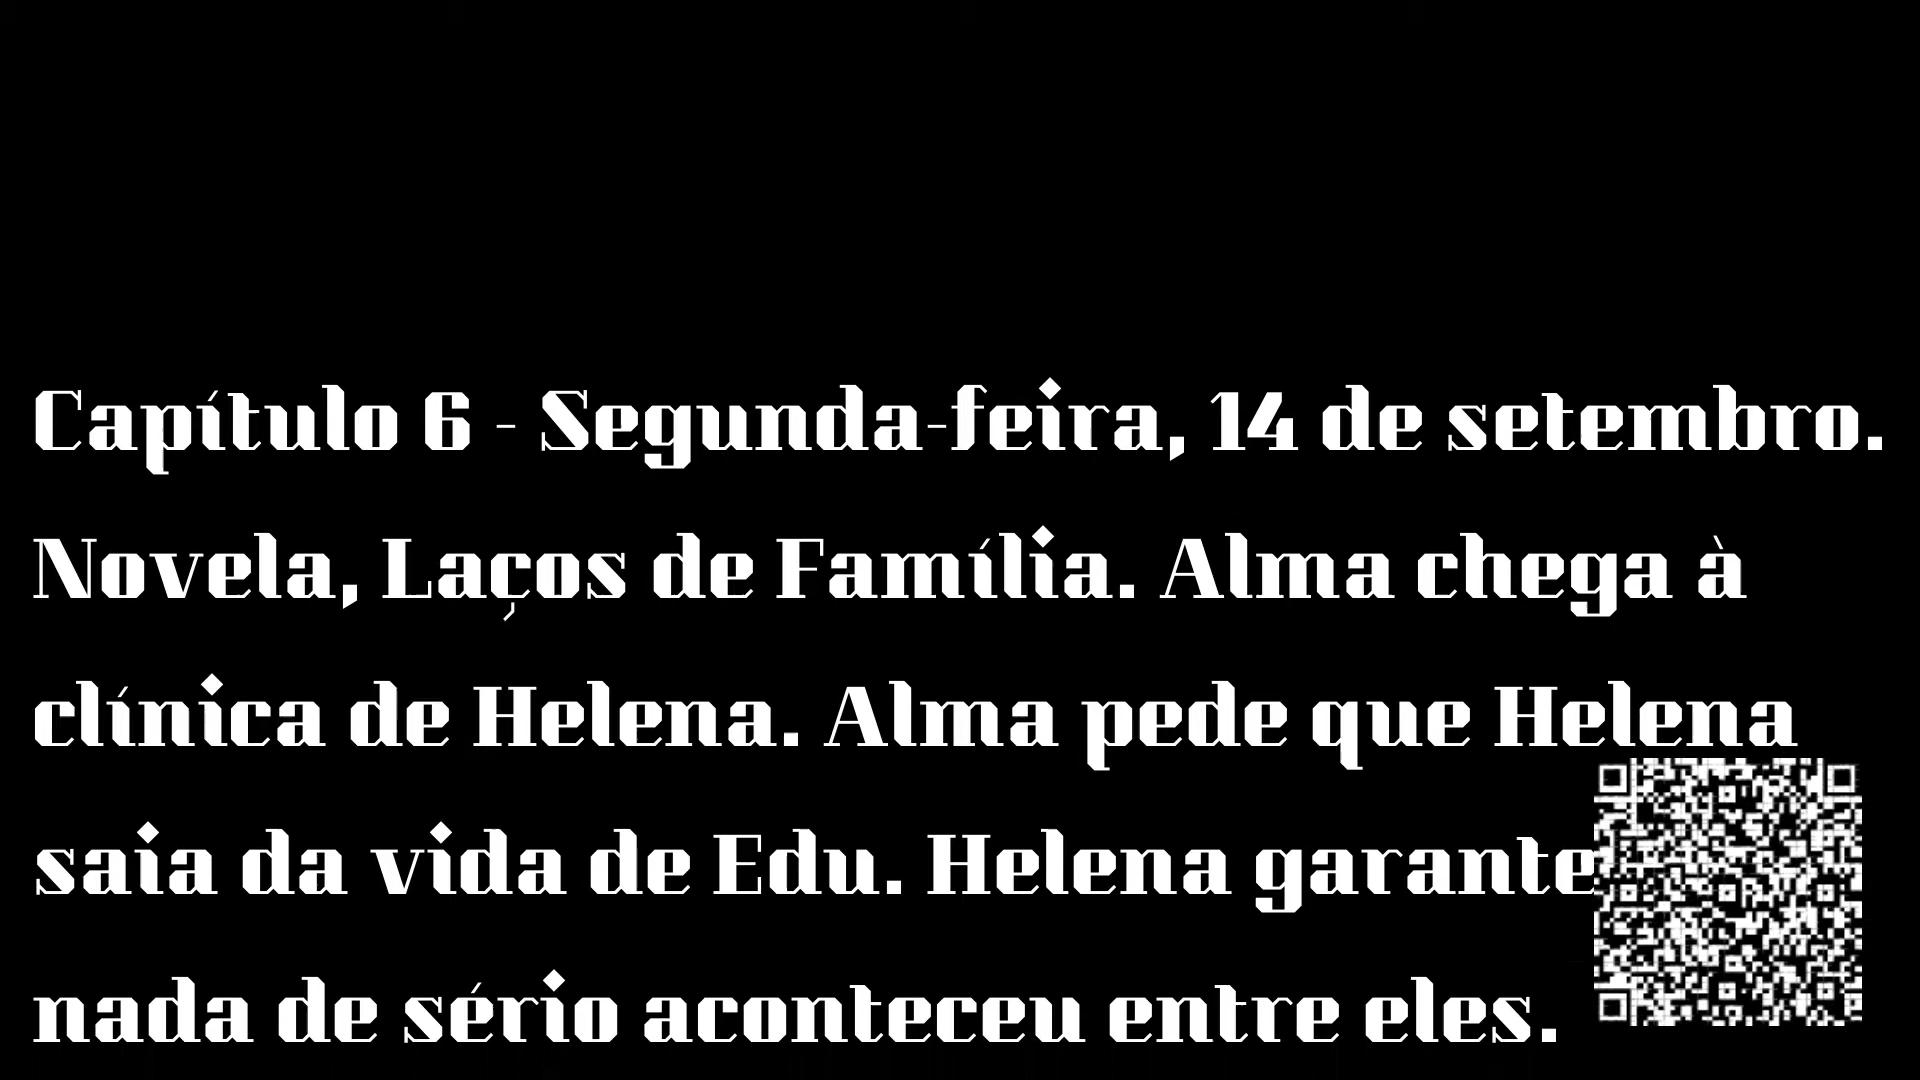 Capítulo 6 - Segunda-feira, 14 de setembro.
Novela, Laços de Família. Alma chega à
clínica de Helena. Alma pede que Helena
saia da vida de Edu. Helena garante
nada de sério aconteceu entre eles.